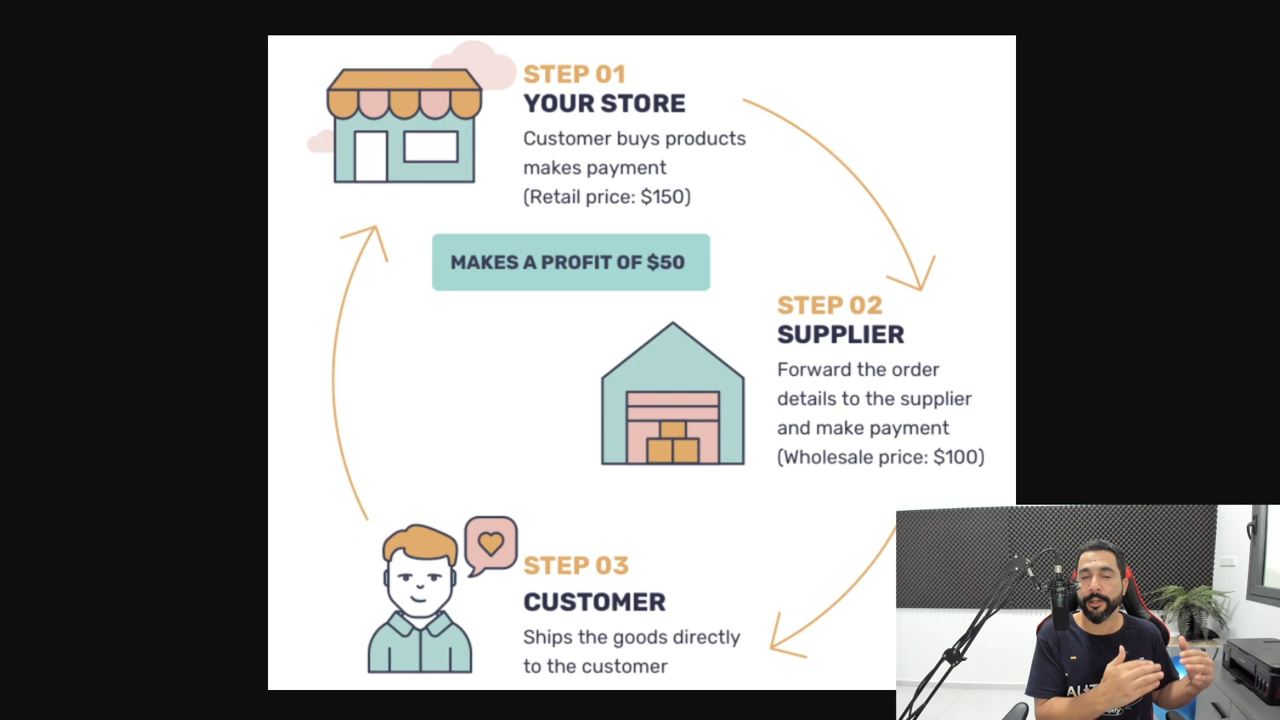 STEP 01
YOUR STORE
Customer buys products
makes payment
(Retail price: $150)
MAKES A PROFIT OF $50
STEP 02
SUPPLIER
Forward the order
details to the supplier
and make payment
(Wholesale price: $100)
STEP 03
CUSTOMER
Ships the goods directly
to the customer